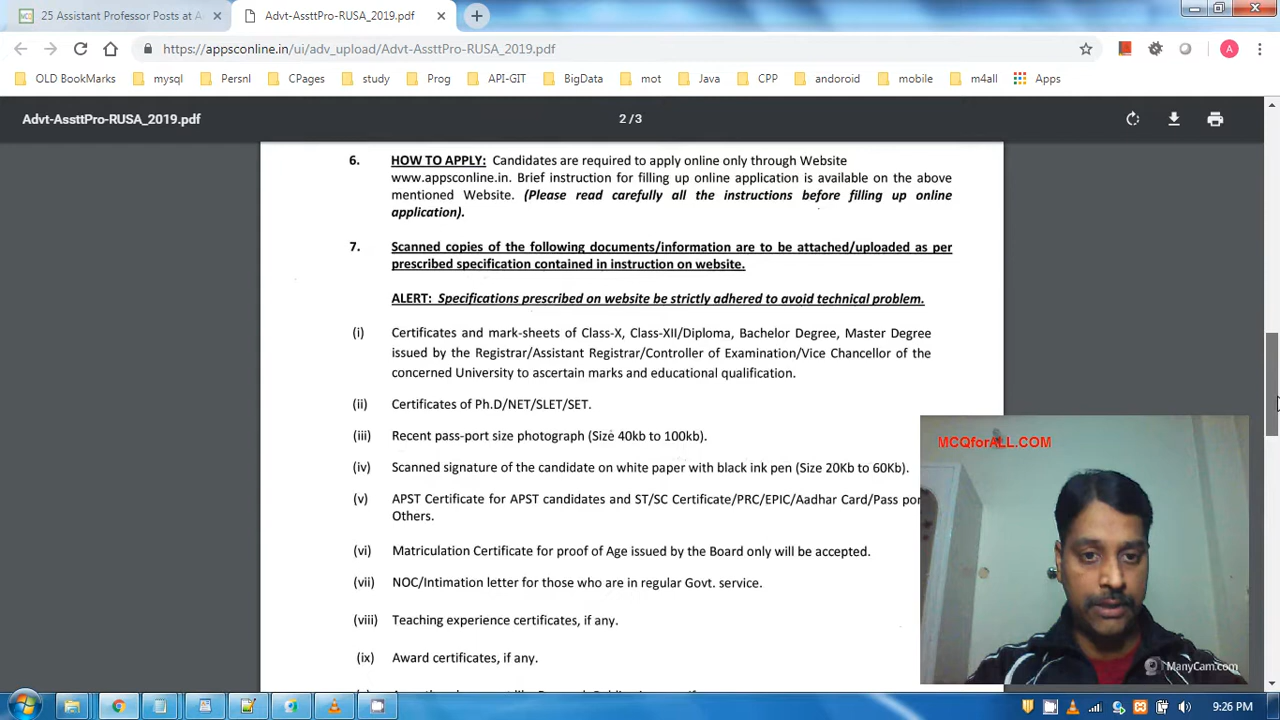 25 Assistant Professor Posts at A
Advt-AssttPro-RUSA_2019.pdf
https://appsconline.in/ui/adv_upload/Advt-AssttPro-RUSA_2019.pdf
A
OLD BookMarks mysql Persnl CPages study Prog API-GIT BigData mot Java CPP andoroid mobile m4all Apps
Advt-AssttPro-RUSA_2019.pdf 2 / 3
6. HOW TO APPLY: Candidates are required to apply online only through Website
www.appsconline.in. Brief instruction for filling up online application is available on the above
mentioned Website. (Please read carefully all the instructions before filling up online
application).
7. Scanned copies of the following documents/information are to be attached/uploaded as per
prescribed specification contained in instruction on website.
ALERT: Specifications prescribed on website be strictly adhered to avoid technical problem.
(i) Certificates and mark-sheets of Class-X, Class-XII/Diploma, Bachelor Degree, Master Degree
issued by the Registrar/Assistant Registrar/Controller of Examination/Vice Chancellor of the
concerned University to ascertain marks and educational qualification.
(ii) Certificates of Ph.D/NET/SLET/SET.
(iii) Recent pass-port size photograph (Size 40kb to 100kb).
MCQforALL.COM
(iv) Scanned signature of the candidate on white paper with black ink pen (Size 20Kb to 60Kb).
(v) APST Certificate for APST candidates and ST/SC Certificate/PRC/EPIC/Aadhar Card/Pass por
Others.
(vi) Matriculation Certificate for proof of Age issued by the Board only will be accepted.
(vii) NOC/Intimation letter for those who are in regular Govt. service.
(viii) Teaching experience certificates, if any.
(ix) Award certificates, if any.
ManyCam.com
9:26 PM